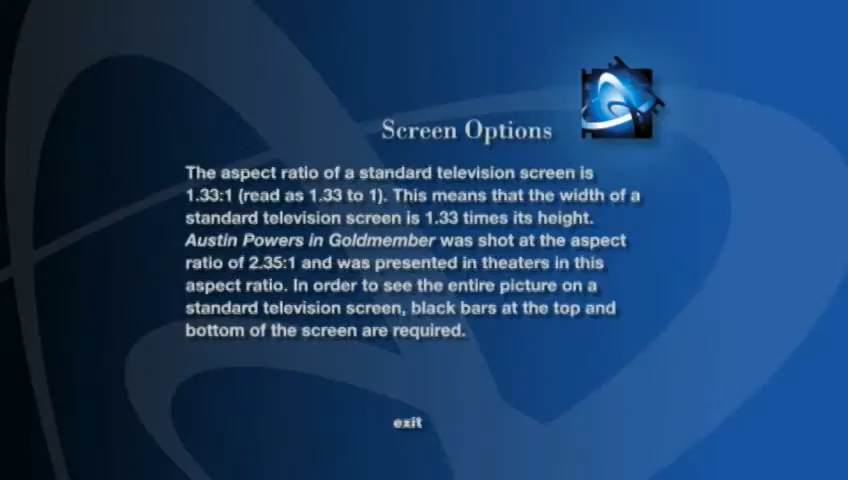 Screen Options
The aspect ratio of a standard television screen is
1.33:1 (read as 1.33 to 1). This means that the width of a
standard television screen is 1.33 times its height.
Austin Powers in Goldmember was shot at the aspect
ratio of 2.35:1 and was presented in theaters in this
aspect ratio. In order to see the entire picture on a
standard television screen, black bars at the top and
bottom of the screen are required.
exit